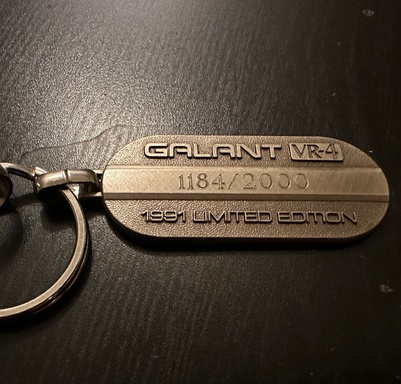 GALANT VR-4
1184/2000
1991 LIMITED EDITION